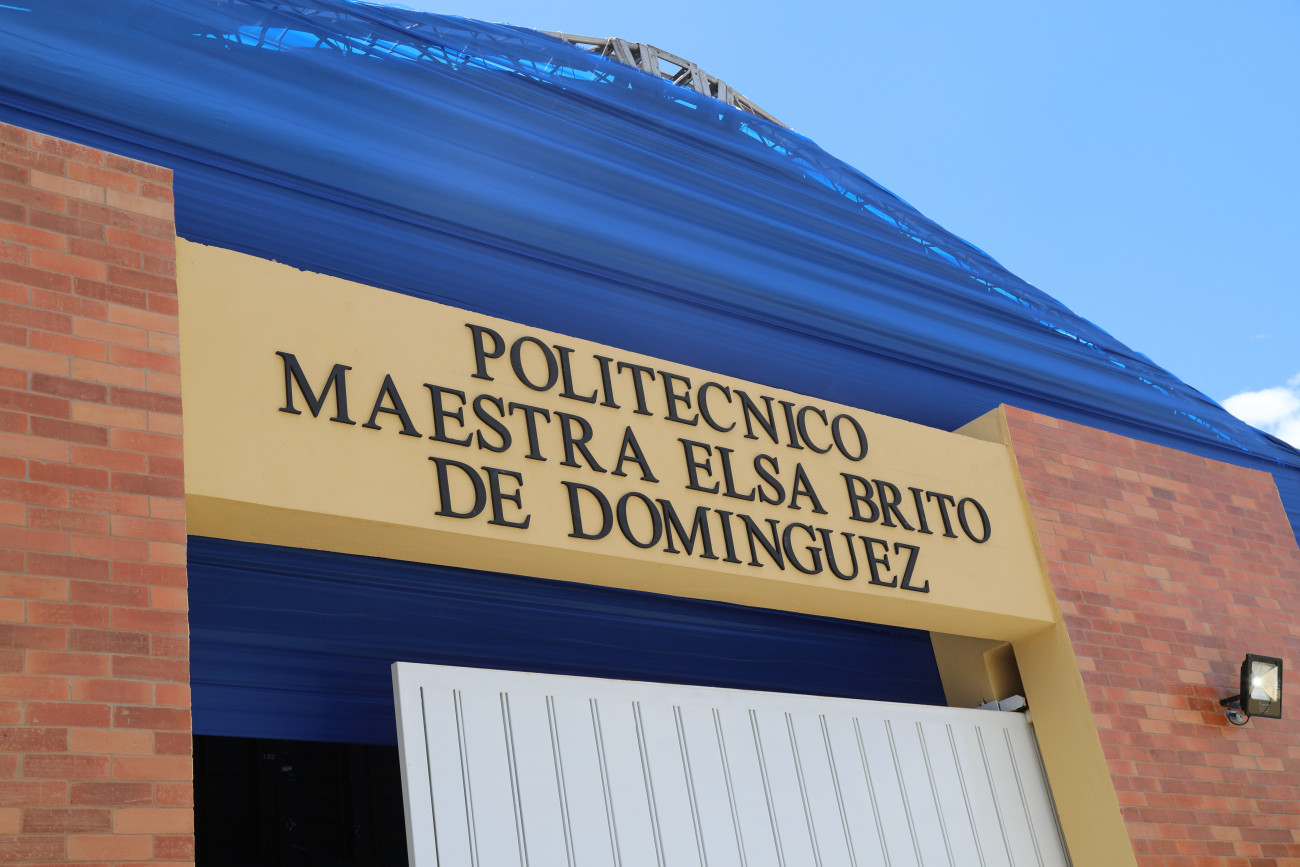 POLITECNICO
MAESTRA ELSA BRITO
DE DOMINGUEZ